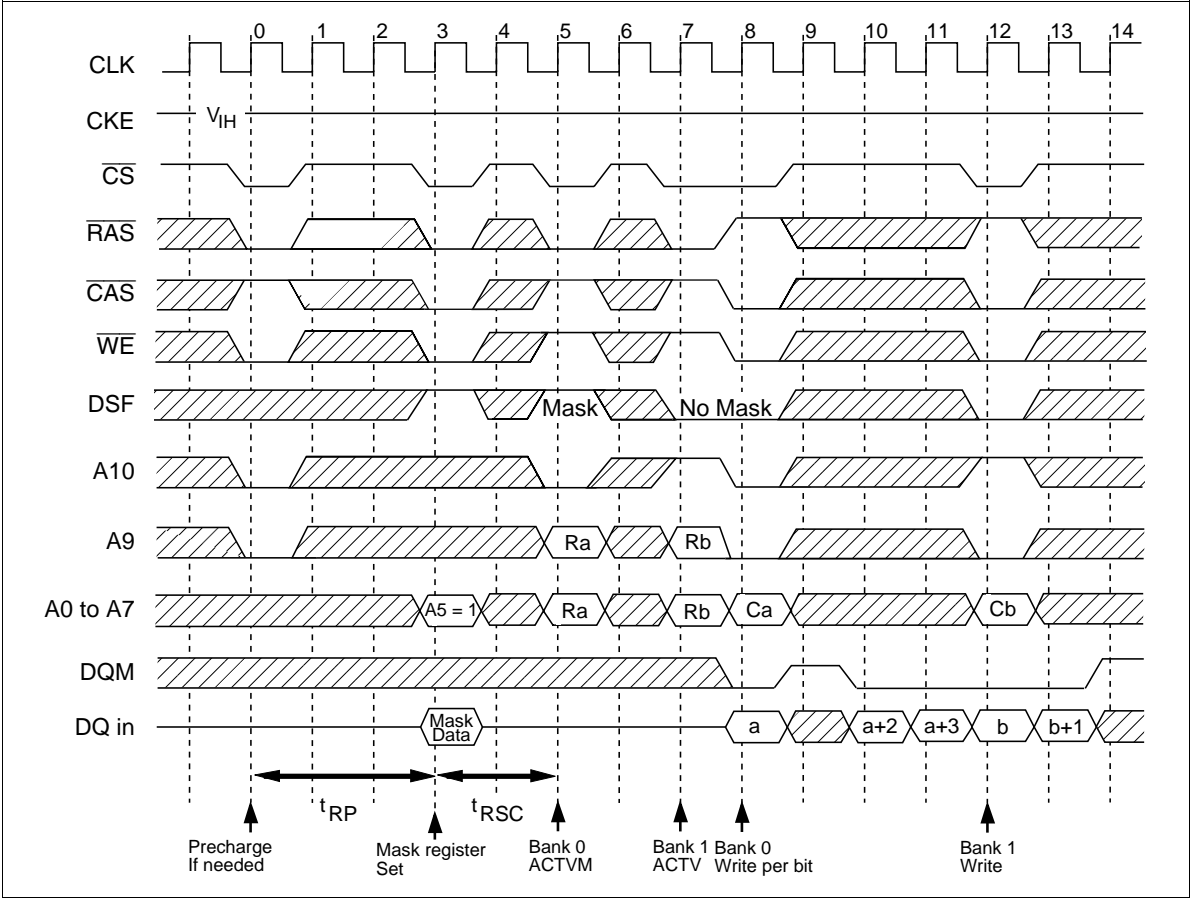 0 1 2 3 4 5 6 7 8 9 10 11 12 13 14
CLK
CKE VIH
CS
RAS
CAS
WE
DSF Mask No Mask
A10
A9 Ra Rb
A0 to A7 A5 = 1 Ra Rb Ca Cb
DQM
DQ in Mask Data a a+2 a+3 b b+1
tRP tRSC
Precharge
If needed
Mask register
Set
Bank 0
ACTVM
Bank 1
ACTV
Bank 0
Write per bit
Bank 1
Write